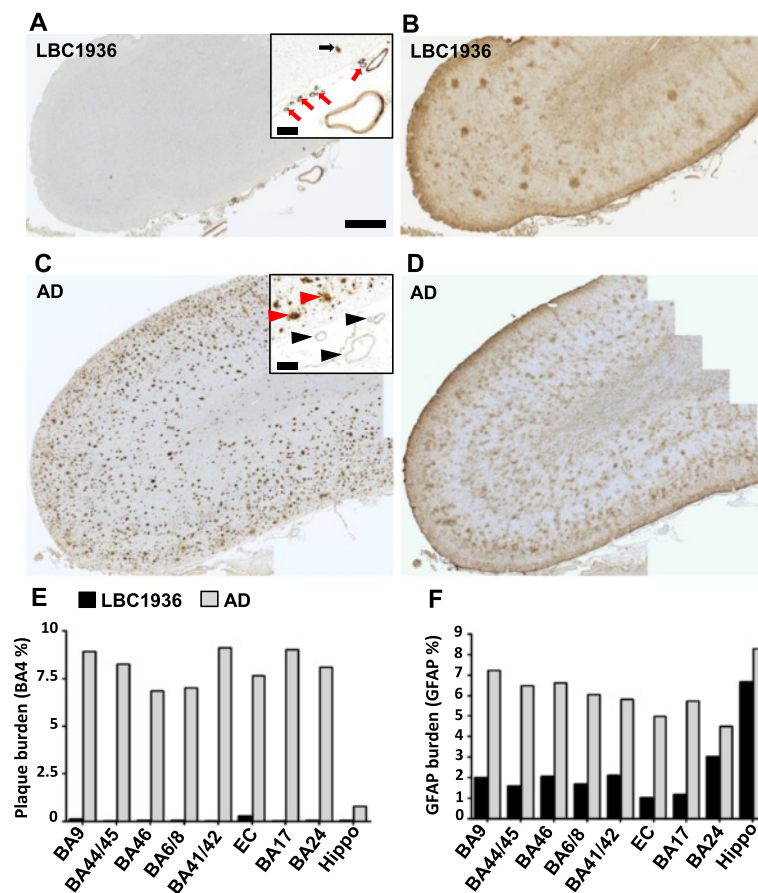 A
LBC1936
B
LBC1936
C
AD
D
AD
E
LBC1936
AD
Plaque burden (BA4 %)
10
7.5
5
2.5
0
BA9
BA44/45
BA46
BA6/8
BA41/42
EC
BA17
BA24
Hippo
F
GFAP burden (GFAP %)
9
8
7
6
5
4
3
2
1
0
BA9
BA44/45
BA46
BA6/8
BA41/42
EC
BA17
BA24
Hippo